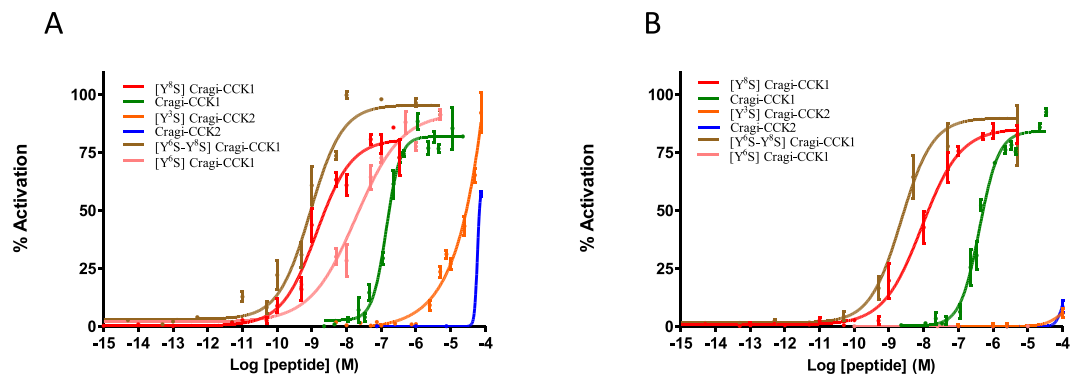 A
B
100
75
50
25
0
% Activation
[Y⁸S] Cragi-CCK1
Cragi-CCK1
[Y³S] Cragi-CCK2
Cragi-CCK2
[Y⁶S-Y⁸S] Cragi-CCK1
[Y⁶S] Cragi-CCK1
-15 -14 -13 -12 -11 -10 -9 -8 -7 -6 -5 -4
Log [peptide] (M)
100
75
50
25
0
% Activation
[Y⁸S] Cragi-CCK1
Cragi-CCK1
[Y³S] Cragi-CCK2
Cragi-CCK2
[Y⁶S-Y⁸S] Cragi-CCK1
[Y⁶S] Cragi-CCK1
-15 -14 -13 -12 -11 -10 -9 -8 -7 -6 -5 -4
Log [peptide] (M)